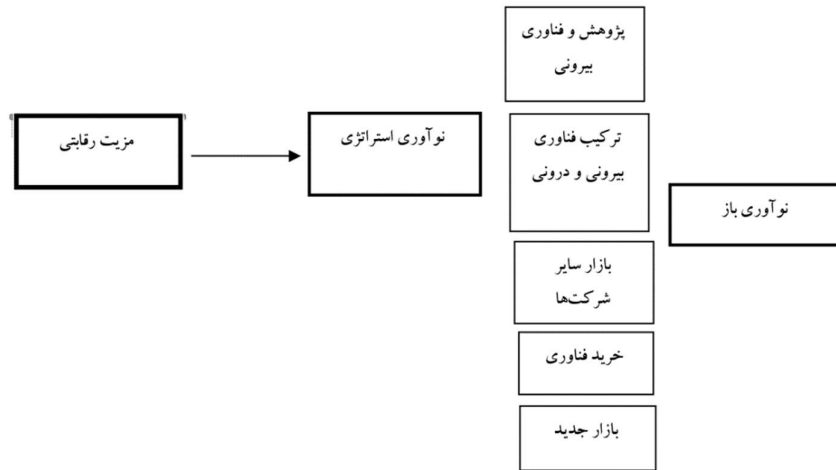 پژوهش و فناوری
بیرونی
مزیت رقابتی
نوآوری استراتژی
ترکیب فناوری
بیرونی و درونی
نوآوری باز
بازار سایر
شرکت‌ها
خرید فناوری
بازار جدید